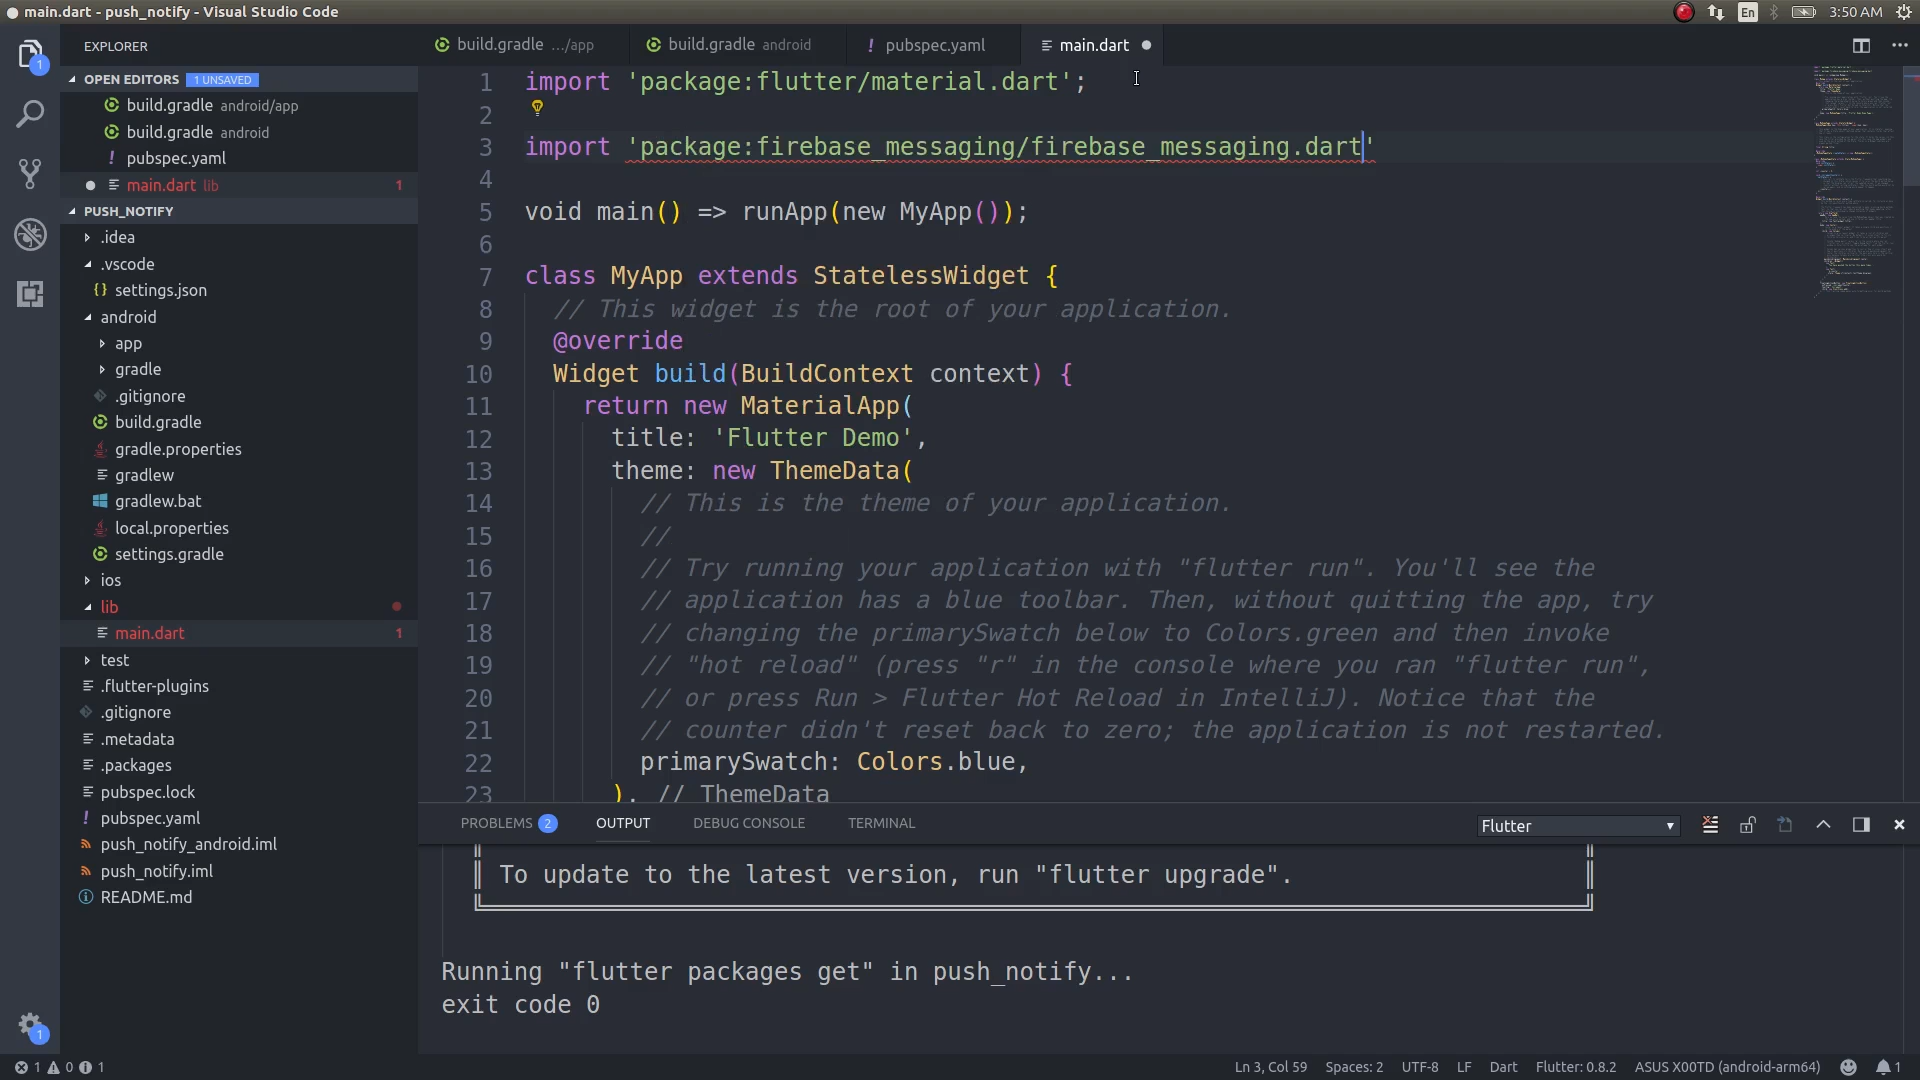 main.dart - push_notify - Visual Studio Code
En
3:50 AM
EXPLORER
build.gradle .../app
build.gradle android
! pubspec.yaml
main.dart
OPEN EDITORS 1 UNSAVED
build.gradle android/app
build.gradle android
! pubspec.yaml
main.dart lib 1
PUSH_NOTIFY
.idea
.vscode
{} settings.json
android
app
gradle
.gitignore
build.gradle
gradle.properties
gradlew
gradlew.bat
local.properties
settings.gradle
ios
lib
main.dart 1
test
.flutter-plugins
.gitignore
.metadata
.packages
pubspec.lock
! pubspec.yaml
push_notify_android.iml
push_notify.iml
README.md
1 import 'package:flutter/material.dart';
2
3 import 'package:firebase_messaging/firebase_messaging.dart'
4
5 void main() => runApp(new MyApp());
6
7 class MyApp extends StatelessWidget {
8 // This widget is the root of your application.
9 @override
10 Widget build(BuildContext context) {
11 return new MaterialApp(
12 title: 'Flutter Demo',
13 theme: new ThemeData(
14 // This is the theme of your application.
15 //
16 // Try running your application with "flutter run". You'll see the
17 // application has a blue toolbar. Then, without quitting the app, try
18 // changing the primarySwatch below to Colors.green and then invoke
19 // "hot reload" (press "r" in the console where you ran "flutter run",
20 // or press Run > Flutter Hot Reload in IntelliJ). Notice that the
21 // counter didn't reset back to zero; the application is not restarted.
22 primarySwatch: Colors.blue,
23 ), // ThemeData
PROBLEMS 2 OUTPUT DEBUG CONSOLE TERMINAL Flutter
To update to the latest version, run "flutter upgrade".
Running "flutter packages get" in push_notify...
exit code 0
1
1
1 0 1
Ln 3, Col 59 Spaces: 2 UTF-8 LF Dart Flutter: 0.8.2 ASUS X00TD (android-arm64) 1